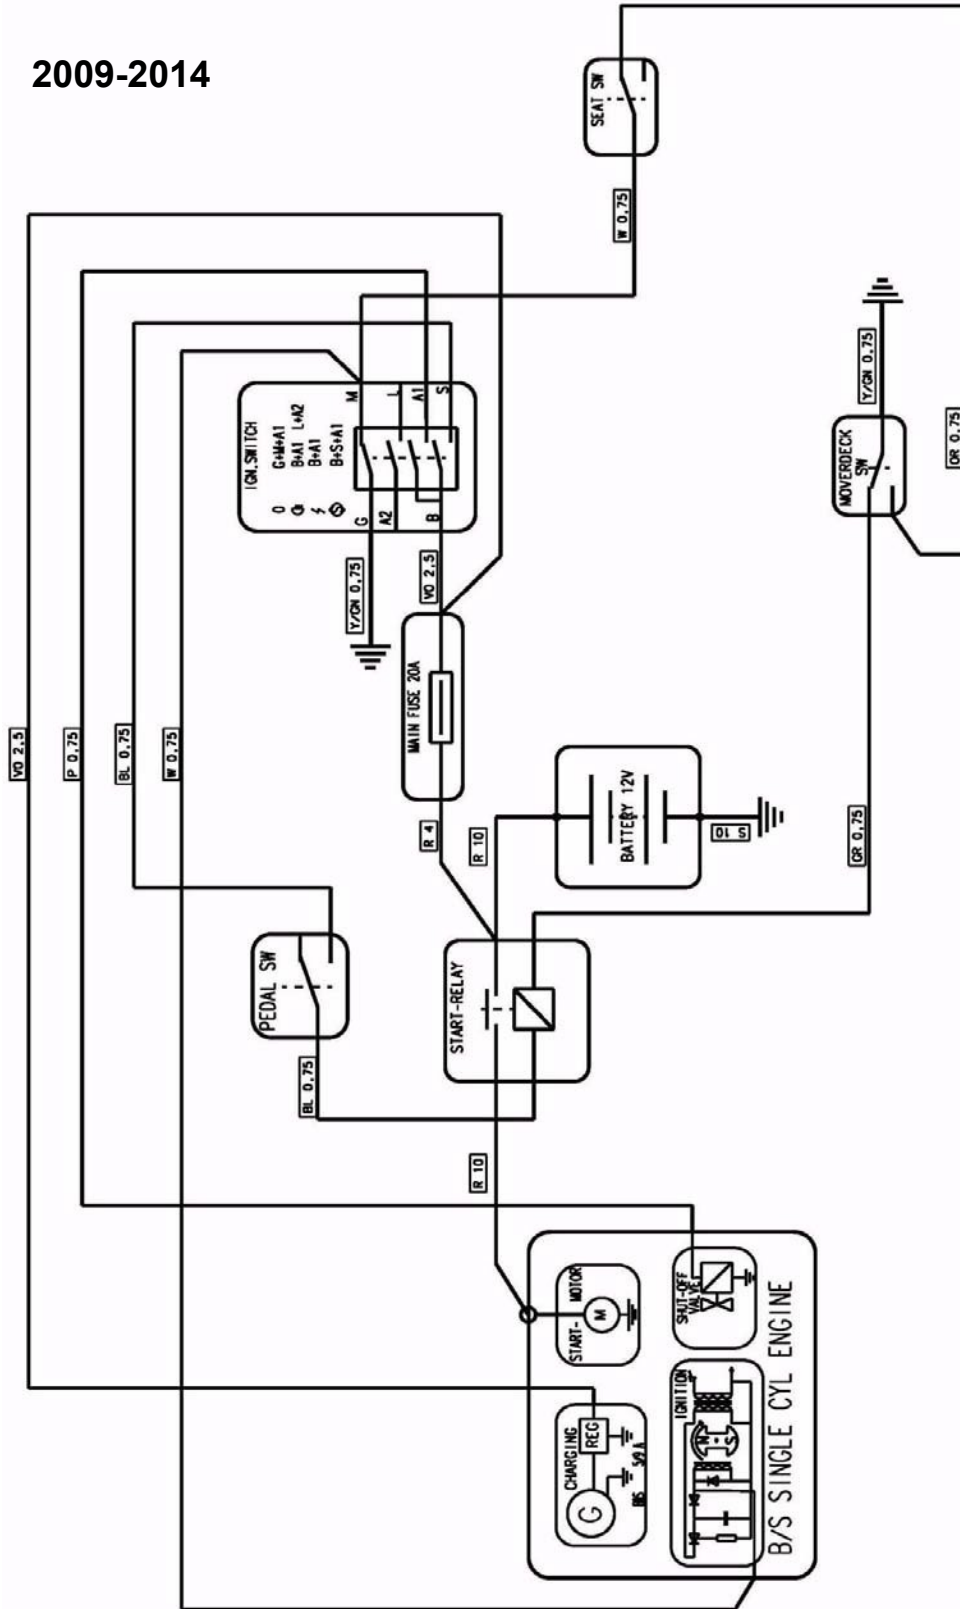 2009-2014
SEAT SW
W 0.75
IGN.SWITCH
O G+M+A1
B+A1 L+A2
B+A1
B+S+A1
M
L
A1
S
G
A2
B
Y/GN 0.75
VO 2.5
Y/GN 0.75
MOVERDECK
SW
OR 0.75
MAIN FUSE 20A
VO 2.5
P 0.75
BL 0.75
W 0.75
R 4
R 10
BATTERY 12V
S 10
GR 0.75
PEDAL SW
BL 0.75
START-RELAY
R 10
START-
MOTOR
M
SHUT-OFF
VALVE
CHARGING
REG
G
5/9 A
IGNITION
N
S
B/S SINGLE CYL ENGINE